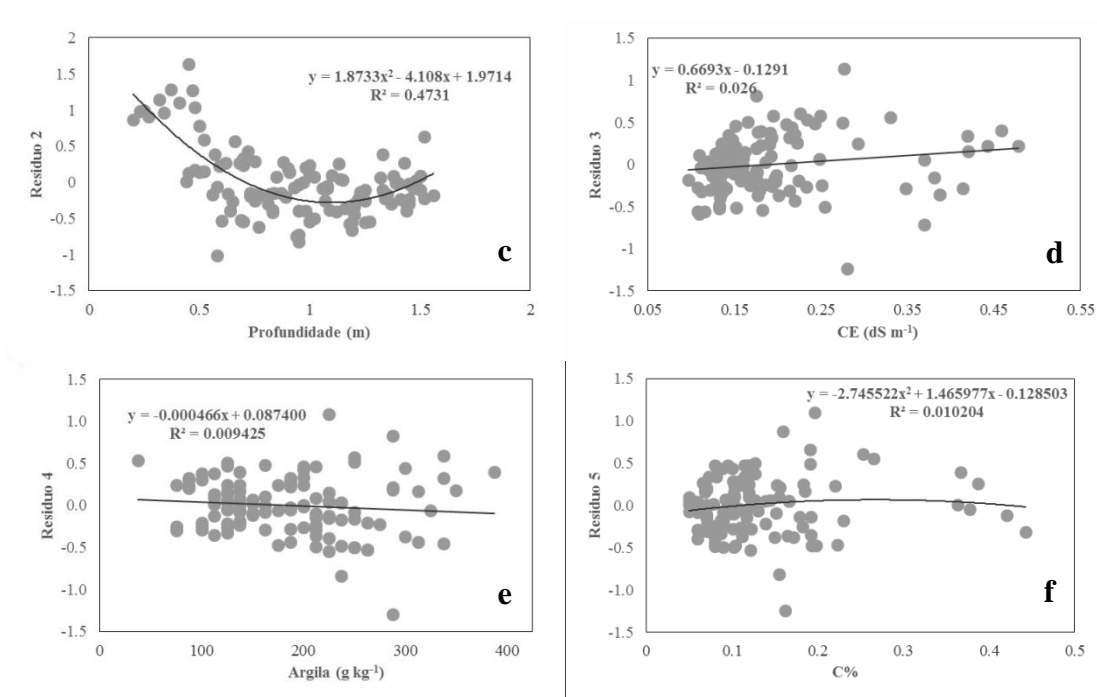 2
1.5
1
0.5
0
-0.5
-1
-1.5
Residuo 2
y = 1.8733x² - 4.108x + 1.9714
R² = 0.4731
c
0 0.5 1 1.5 2
Profundidade (m)
1.5
1
0.5
0
-0.5
-1
-1.5
Residuo 3
y = 0.6693x - 0.1291
R² = 0.026
d
0.05 0.15 0.25 0.35 0.45 0.55
CE (dS m⁻¹)
1.5
1.0
0.5
0.0
-0.5
-1.0
-1.5
Residuo 4
y = -0.000466x + 0.087400
R² = 0.009425
e
0 100 200 300 400
Argila (g kg⁻¹)
1.5
1.0
0.5
0.0
-0.5
-1.0
-1.5
Residuo 5
y = -2.745522x² + 1.465977x - 0.128503
R² = 0.010204
f
0 0.1 0.2 0.3 0.4 0.5
C%